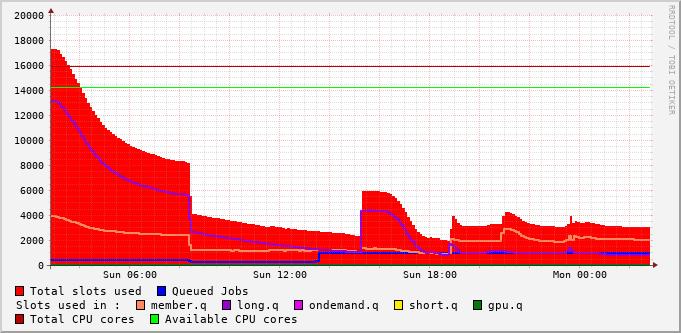 20000
18000
16000
14000
12000
10000
8000
6000
4000
2000
0
Sun 06:00 Sun 12:00 Sun 18:00 Mon 00:00
Total slots used Queued Jobs
Slots used in : member.q long.q ondemand.q short.q gpu.q
Total CPU cores Available CPU cores
RRDTOOL / TOBI OETIKER